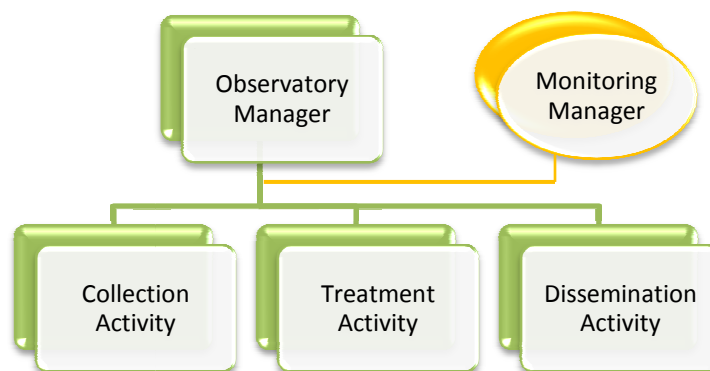 Observatory
Manager
Monitoring
Manager
Collection
Activity
Treatment
Activity
Dissemination
Activity